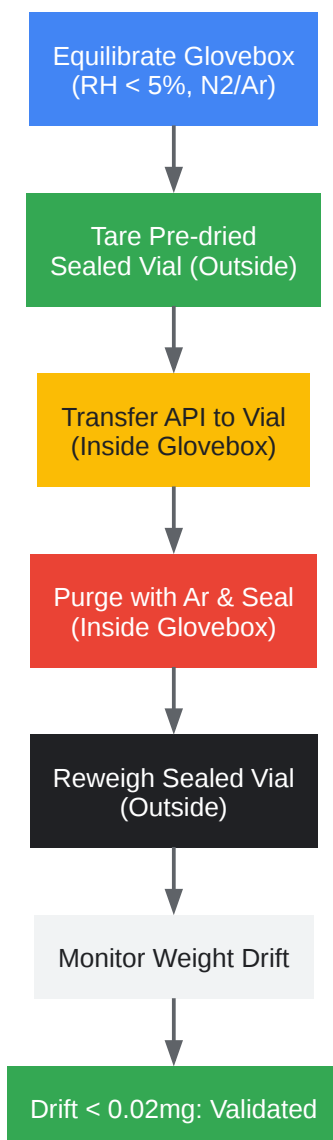 Equilibrate Glovebox
(RH < 5%, N2/Ar)
Tare Pre-dried
Sealed Vial (Outside)
Transfer API to Vial
(Inside Glovebox)
Purge with Ar & Seal
(Inside Glovebox)
Reweigh Sealed Vial
(Outside)
Monitor Weight Drift
Drift < 0.02mg: Validated